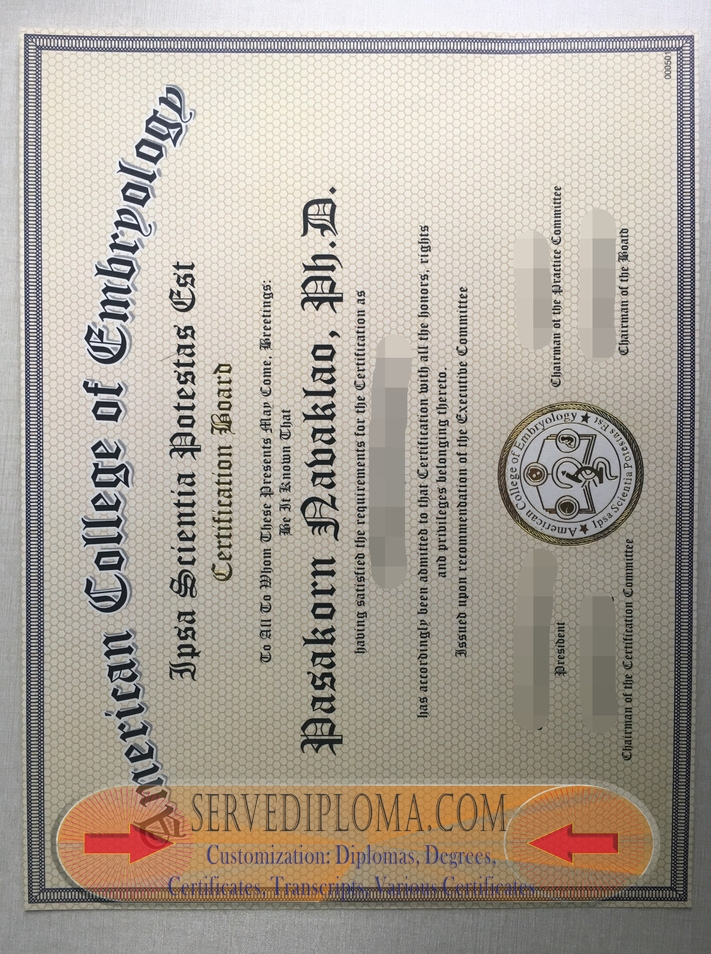 000501
American College of Embryology
Ipsa Scientia Potestas Est
Certification Board
To All To Whom These Presents May Come, Greetings:
Be It Known That
Pasakorn Navaklao, Ph.D.
having satisfied the requirements for the Certification as
has accordingly been admitted to that Certification with all the honors, rights
and privileges belonging thereto.
Issued upon recommendation of the Executive Committee
President
Chairman of the Certification Committee
American College of Embryology
Ipsa Scientia Potestas Est
Chairman of the Practice Committee
Chairman of the Board
SERVEDIPLOMA.COM
Customization: Diplomas, Degrees,
Certificates, Transcripts, Various Certificates